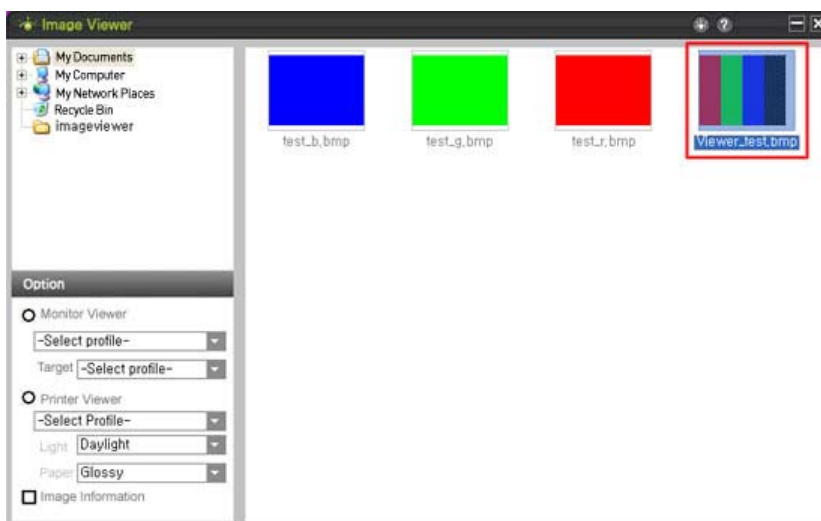 Image Viewer
My Documents
My Computer
My Network Places
Recycle Bin
imageviewer
test_b.bmp
test_g.bmp
test_r.bmp
Viewer_test.bmp
Option
Monitor Viewer
-Select profile-
Target -Select profile-
Printer Viewer
-Select Profile-
Light Daylight
Paper Glossy
Image Information